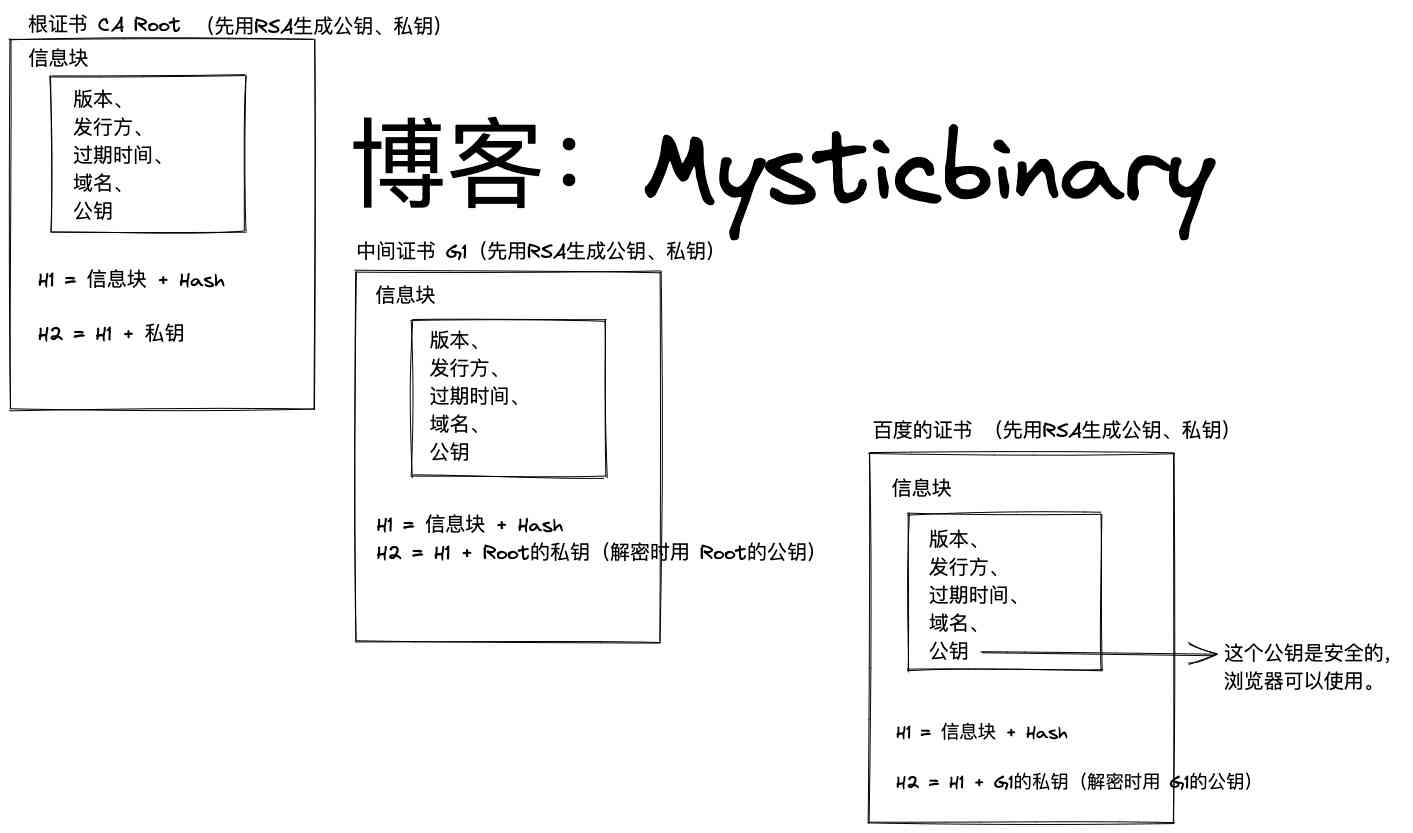 根证书 CA Root （先用RSA生成公钥、私钥）
信息块
版本、
发行方、
过期时间、
域名、
公钥
H1 = 信息块 + Hash
H2 = H1 + 私钥
博客：Mysticbinary
中间证书 G1（先用RSA生成公钥、私钥）
信息块
版本、
发行方、
过期时间、
域名、
公钥
H1 = 信息块 + Hash
H2 = H1 + Root的私钥（解密时用 Root的公钥）
百度的证书 （先用RSA生成公钥、私钥）
信息块
版本、
发行方、
过期时间、
域名、
公钥
这个公钥是安全的，
浏览器可以使用。
H1 = 信息块 + Hash
H2 = H1 + G1的私钥（解密时用 G1的公钥）